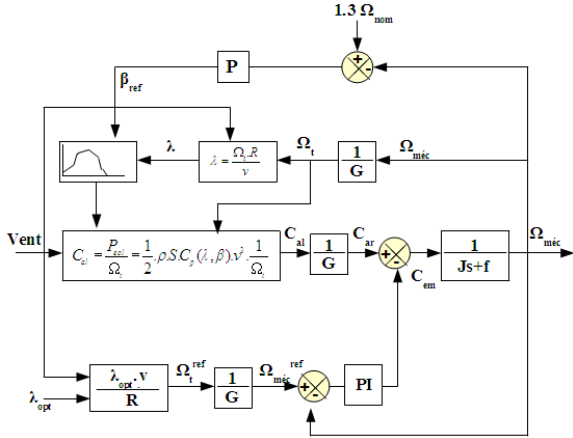 1.3 Ω_nom
+
-
P
β_ref
λ
λ = Ω_t.R / v
Ω_t
1 / G
Ω_méc
Vent
C_al = P_aél / Ω_t = 1/2 .ρ.S.C_p(λ,β).v³. 1/Ω_t
C_al
1 / G
C_ar
+
-
C_em
1 / Js+f
Ω_méc
λ_opt
λ_opt.v / R
Ω_t^ref
1 / G
Ω_méc^ref
+
-
PI